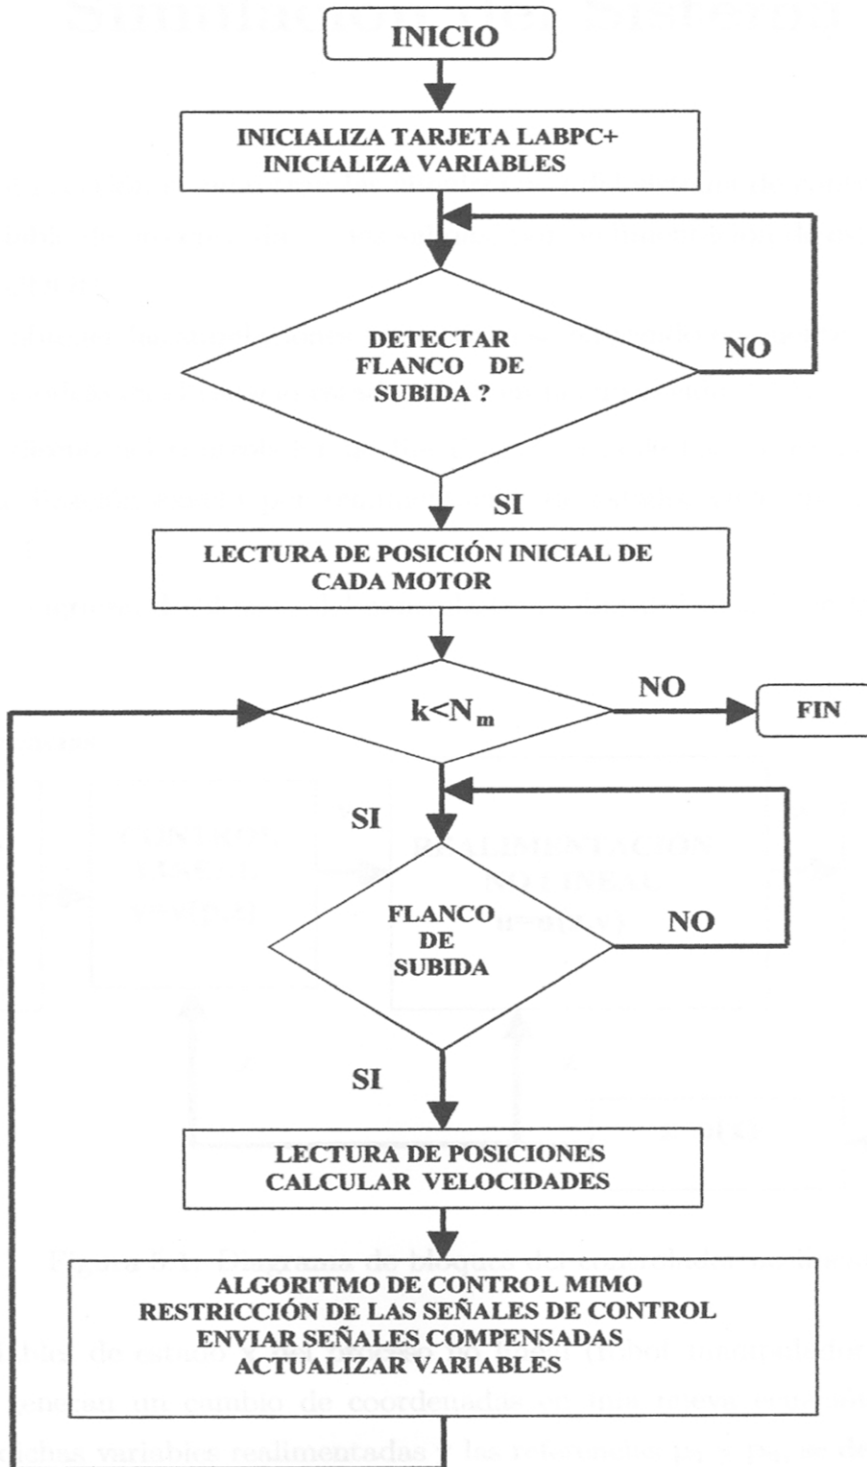 INICIO
INICIALIZA TARJETA LABPC+
INICIALIZA VARIABLES
DETECTAR
FLANCO DE
SUBIDA ?
NO
SI
LECTURA DE POSICIÓN INICIAL DE
CADA MOTOR
k<Nm
NO
FIN
SI
FLANCO
DE
SUBIDA
NO
SI
LECTURA DE POSICIONES
CALCULAR VELOCIDADES
ALGORITMO DE CONTROL MIMO
RESTRICCIÓN DE LAS SEÑALES DE CONTROL
ENVIAR SEÑALES COMPENSADAS
ACTUALIZAR VARIABLES